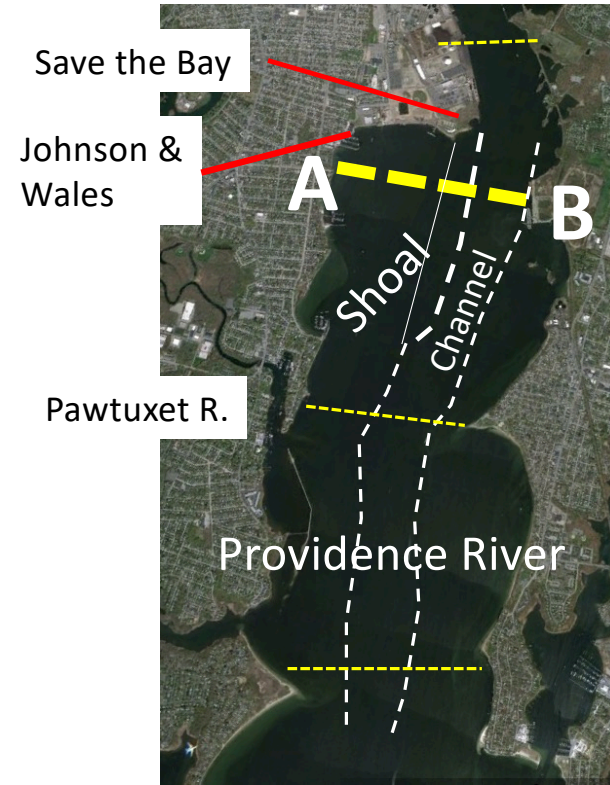 Save the Bay
Johnson &
Wales
A
B
Shoal
Channel
Pawtuxet R.
Providence River